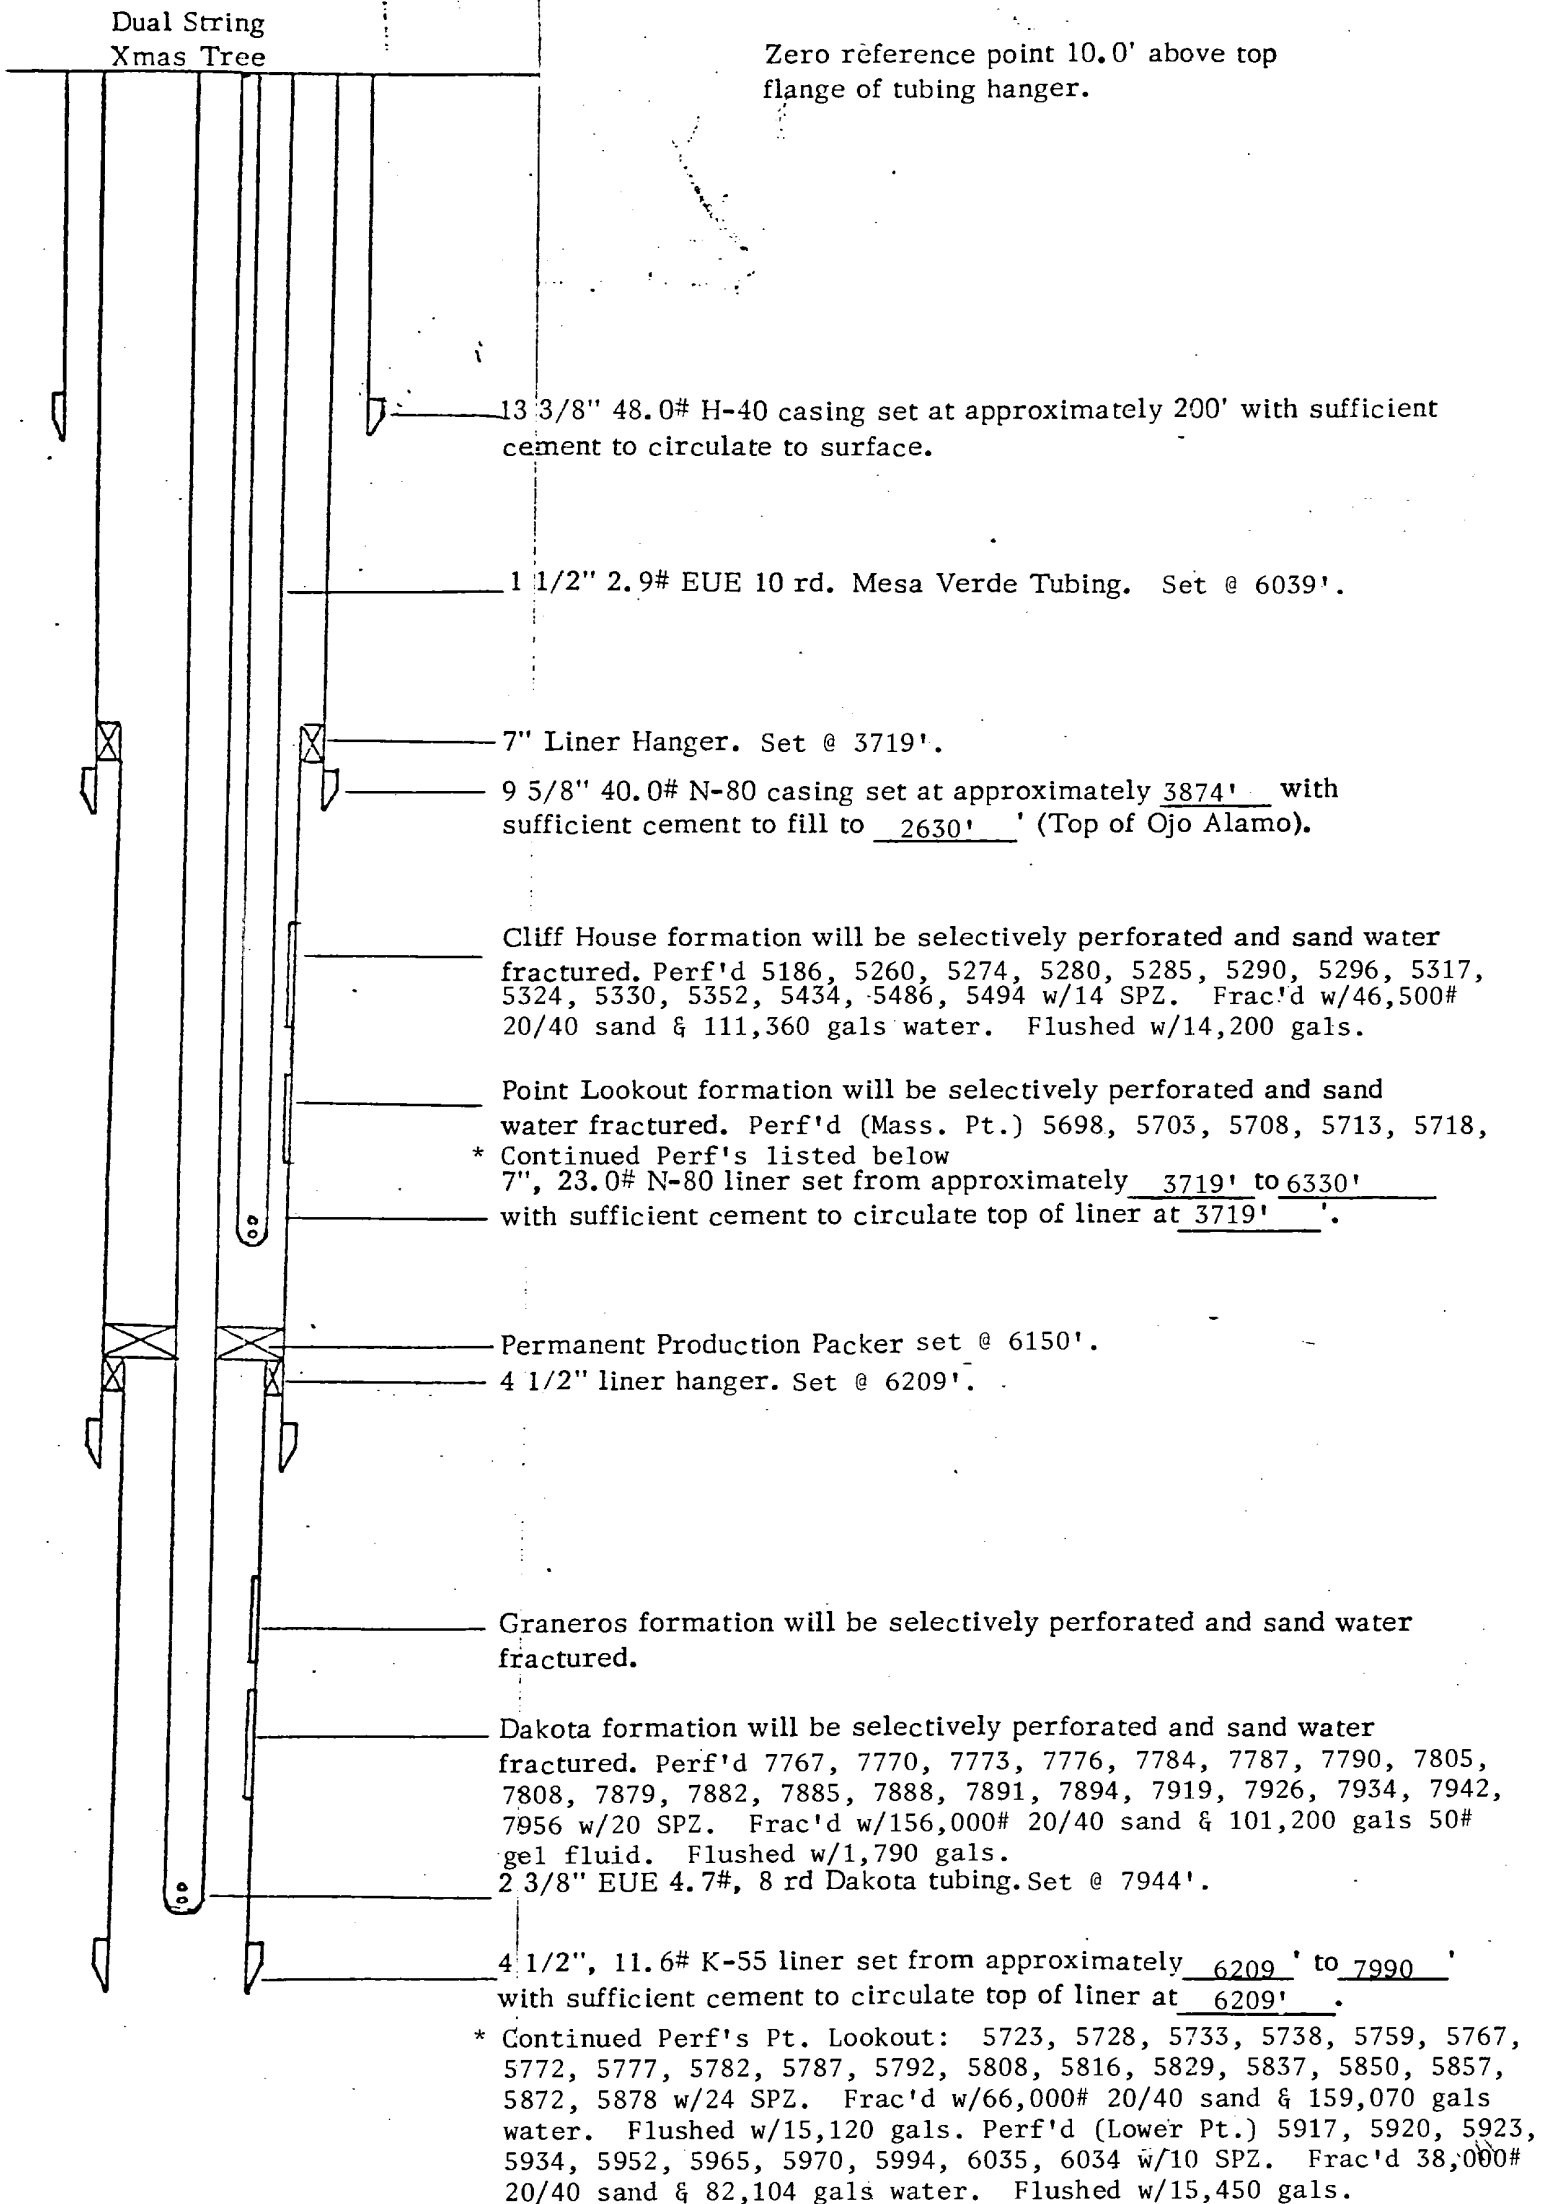 Dual String
Xmas Tree
Zero reference point 10.0' above top
flange of tubing hanger.
13 3/8" 48.0# H-40 casing set at approximately 200' with sufficient
cement to circulate to surface.
1 1/2" 2.9# EUE 10 rd. Mesa Verde Tubing. Set @ 6039'.
7" Liner Hanger. Set @ 3719'.
9 5/8" 40.0# N-80 casing set at approximately 3874' with
sufficient cement to fill to 2630' ' (Top of Ojo Alamo).
Cliff House formation will be selectively perforated and sand water
fractured. Perf'd 5186, 5260, 5274, 5280, 5285, 5290, 5296, 5317,
5324, 5330, 5352, 5434, 5486, 5494 w/14 SPZ. Frac'd w/46,500#
20/40 sand & 111,360 gals water. Flushed w/14,200 gals.
Point Lookout formation will be selectively perforated and sand
water fractured. Perf'd (Mass. Pt.) 5698, 5703, 5708, 5713, 5718,
* Continued Perf's listed below
7", 23.0# N-80 liner set from approximately 3719' to 6330'
with sufficient cement to circulate top of liner at 3719' '.
Permanent Production Packer set @ 6150'.
4 1/2" liner hanger. Set @ 6209'.
Graneros formation will be selectively perforated and sand water
fractured.
Dakota formation will be selectively perforated and sand water
fractured. Perf'd 7767, 7770, 7773, 7776, 7784, 7787, 7790, 7805,
7808, 7879, 7882, 7885, 7888, 7891, 7894, 7919, 7926, 7934, 7942,
7956 w/20 SPZ. Frac'd w/156,000# 20/40 sand & 101,200 gals 50#
gel fluid. Flushed w/1,790 gals.
2 3/8" EUE 4.7#, 8 rd Dakota tubing. Set @ 7944'.
4 1/2", 11.6# K-55 liner set from approximately 6209 ' to 7990 '
with sufficient cement to circulate top of liner at 6209' .
* Continued Perf's Pt. Lookout: 5723, 5728, 5733, 5738, 5759, 5767,
5772, 5777, 5782, 5787, 5792, 5808, 5816, 5829, 5837, 5850, 5857,
5872, 5878 w/24 SPZ. Frac'd w/66,000# 20/40 sand & 159,070 gals
water. Flushed w/15,120 gals. Perf'd (Lower Pt.) 5917, 5920, 5923,
5934, 5952, 5965, 5970, 5994, 6035, 6034 w/10 SPZ. Frac'd 38,000#
20/40 sand & 82,104 gals water. Flushed w/15,450 gals.